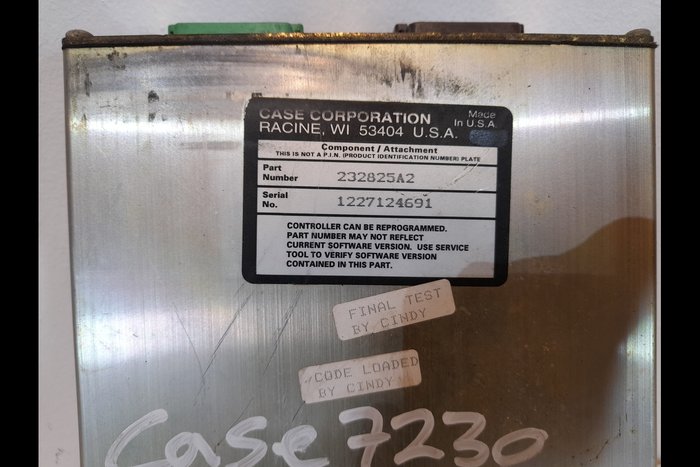 CASE CORPORATION
RACINE, WI 53404 U.S.A.
Made
In U.S.A.
Component / Attachment
THIS IS NOT A P.I.N. (PRODUCT IDENTIFICATION NUMBER) PLATE
Part
Number
232825A2
Serial
No.
1227124691
CONTROLLER CAN BE REPROGRAMMED.
PART NUMBER MAY NOT REFLECT
CURRENT SOFTWARE VERSION. USE SERVICE
TOOL TO VERIFY SOFTWARE VERSION
CONTAINED IN THIS PART.
FINAL TEST
BY CINDY
CODE LOADED
BY CINDY
Case 7230